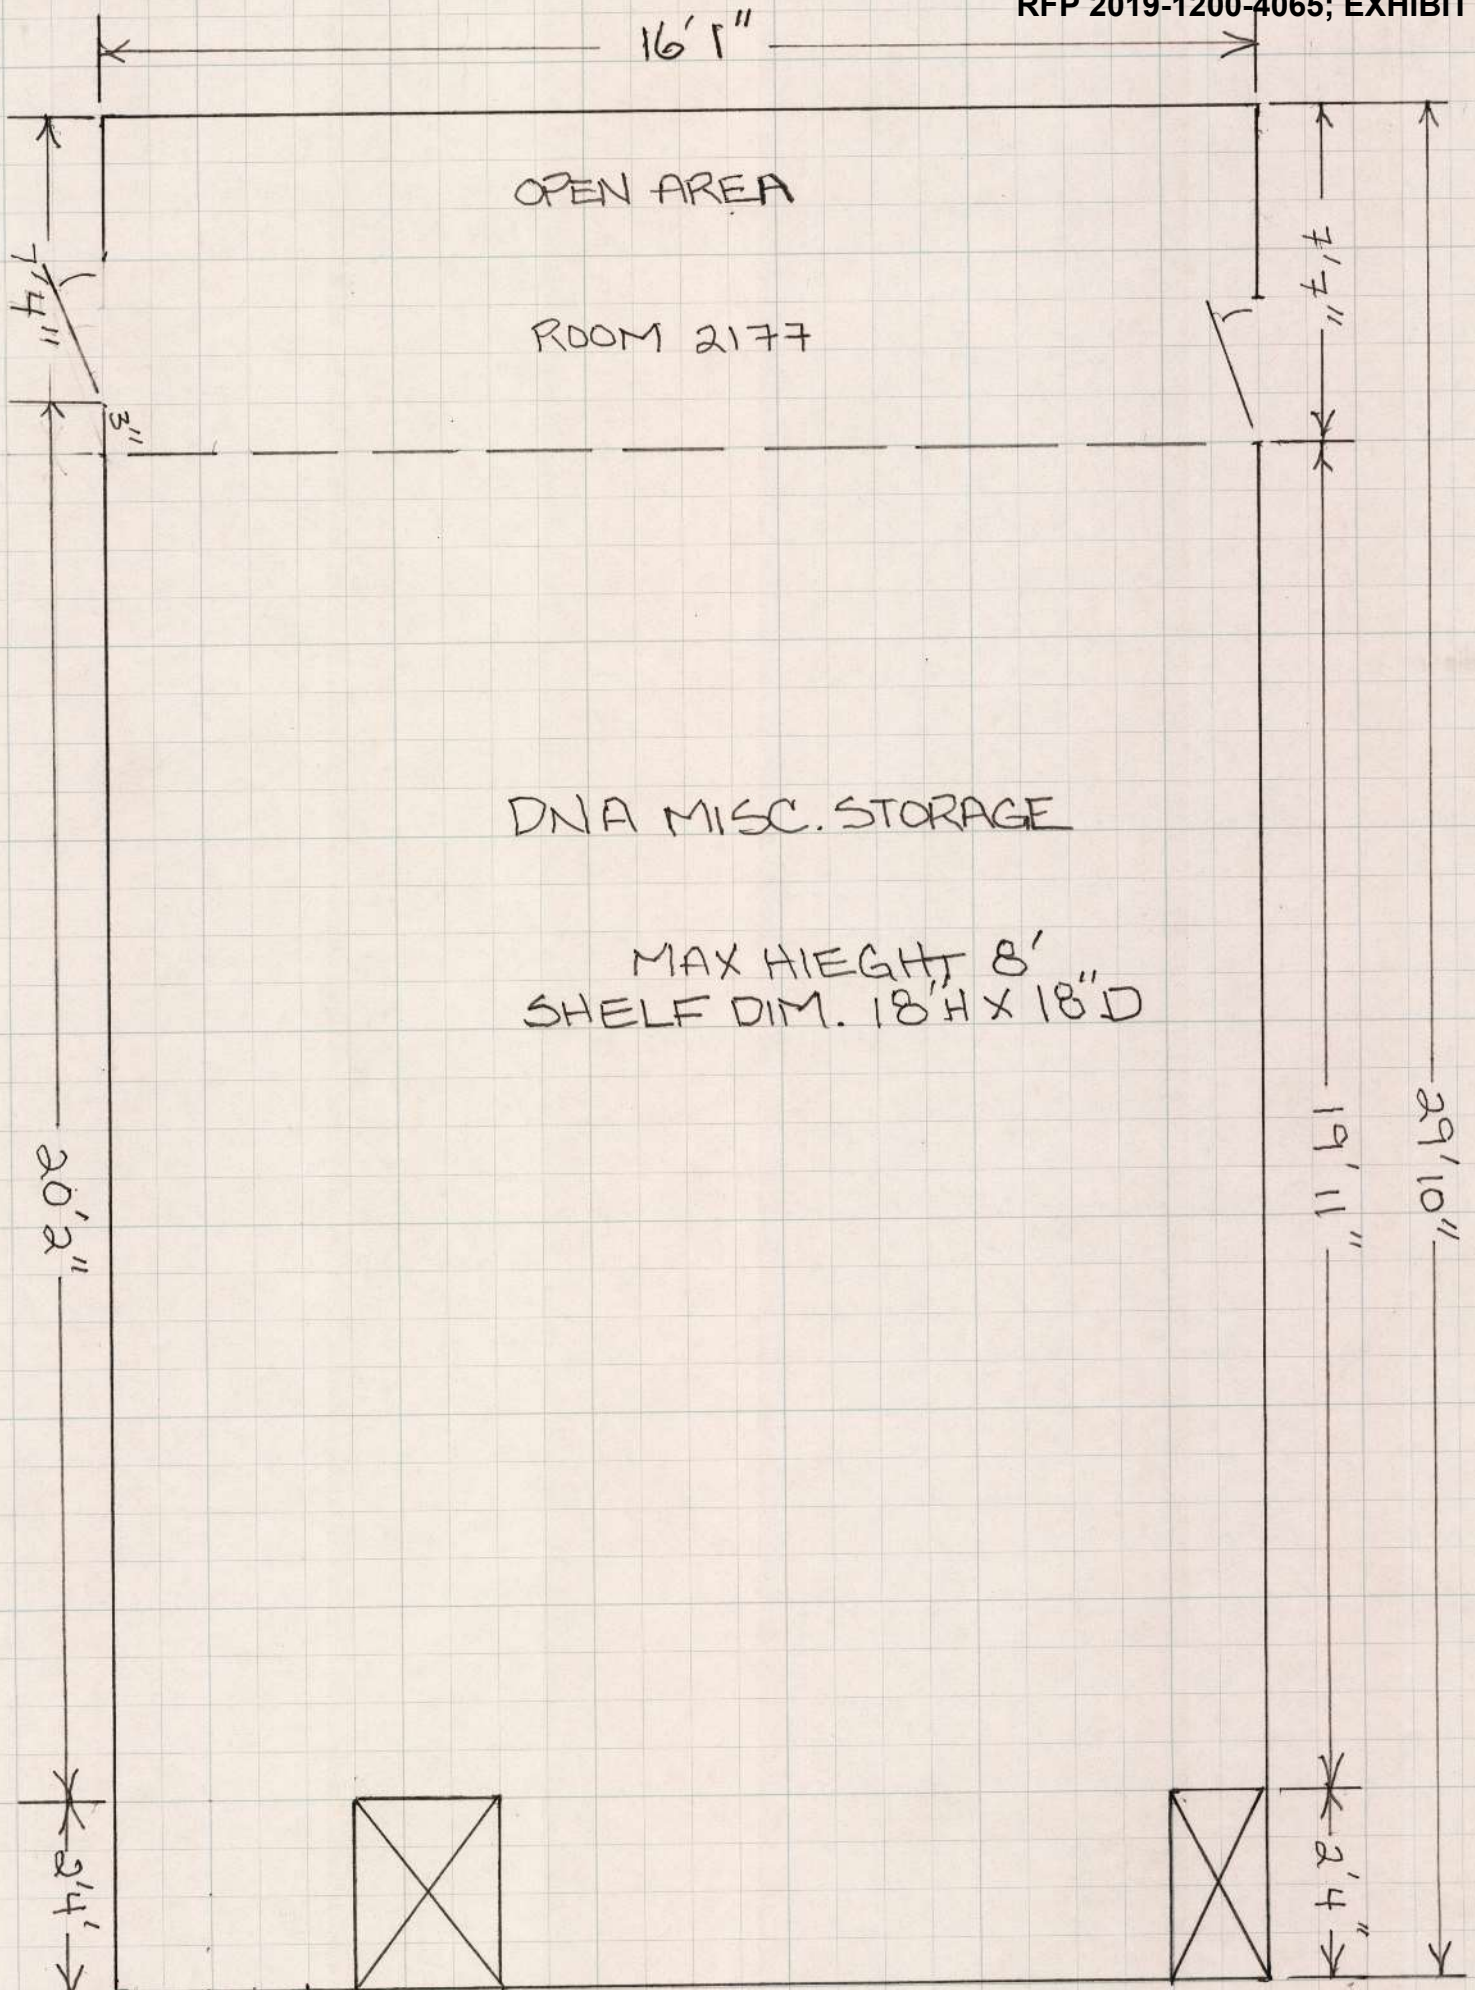 RFP 2019-1200-4065; EXHIBIT
16'1"
OPEN AREA
7'4"
7'7"
ROOM 2177
3"
DNA MISC. STORAGE
MAX HIEGHT 8'
SHELF DIM. 18"H X 18"D
29'10"
19'11"
20'2"
2'4'
2'4"